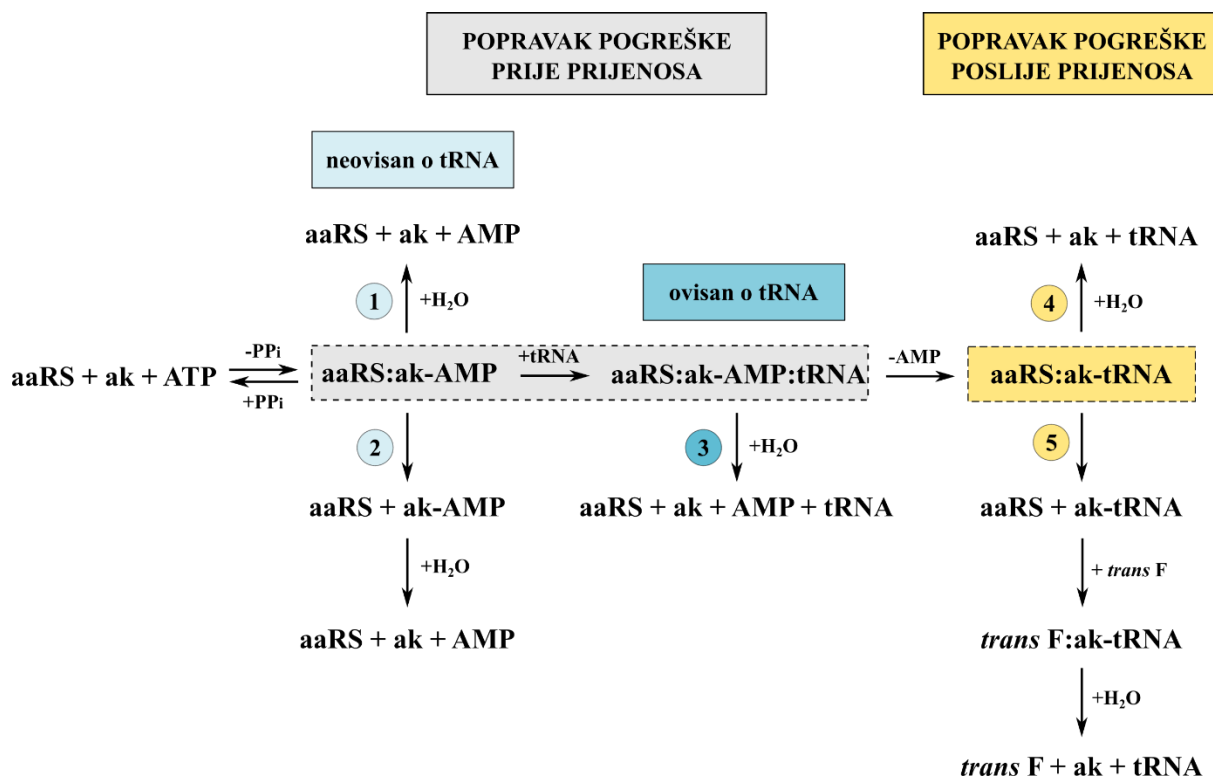 POPRAVAK POGREŠKE
PRIJE PRIJENOSA
POPRAVAK POGREŠKE
POSLIJE PRIJENOSA
neovisan o tRNA
aaRS + ak + AMP
aaRS + ak + tRNA
1
+H₂O
ovisan o tRNA
4
+H₂O
aaRS + ak + ATP
-PPi
+PPi
aaRS:ak-AMP
+tRNA
aaRS:ak-AMP:tRNA
-AMP
aaRS:ak-tRNA
2
3
+H₂O
5
aaRS + ak-AMP
aaRS + ak + AMP + tRNA
aaRS + ak-tRNA
+H₂O
+ trans F
aaRS + ak + AMP
trans F:ak-tRNA
+H₂O
trans F + ak + tRNA